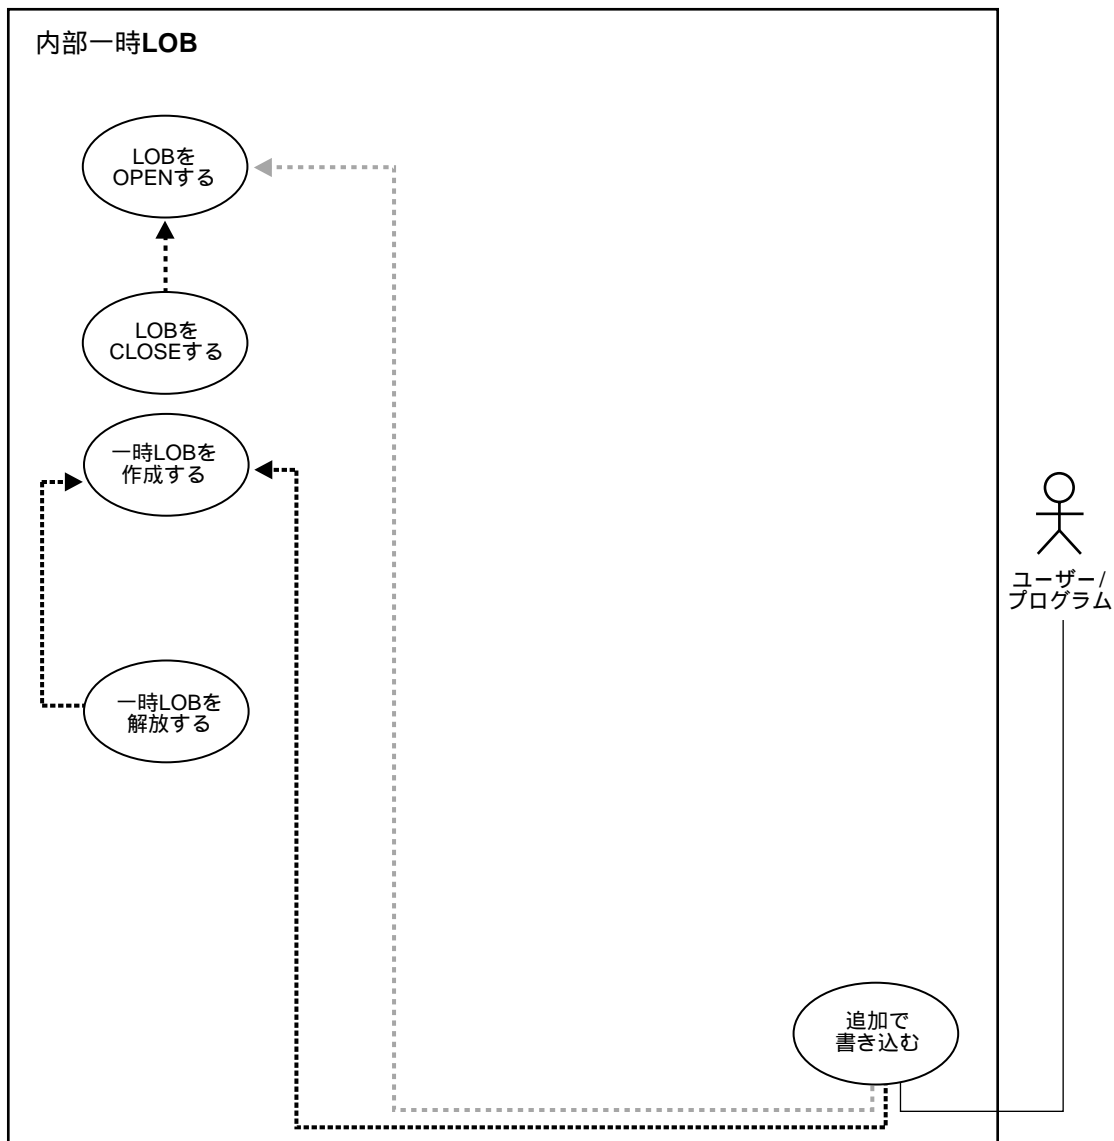 内部一時LOB
LOBを
OPENする
LOBを
CLOSEする
一時LOBを
作成する
ユーザー/
プログラム
一時LOBを
解放する
追加で
書き込む